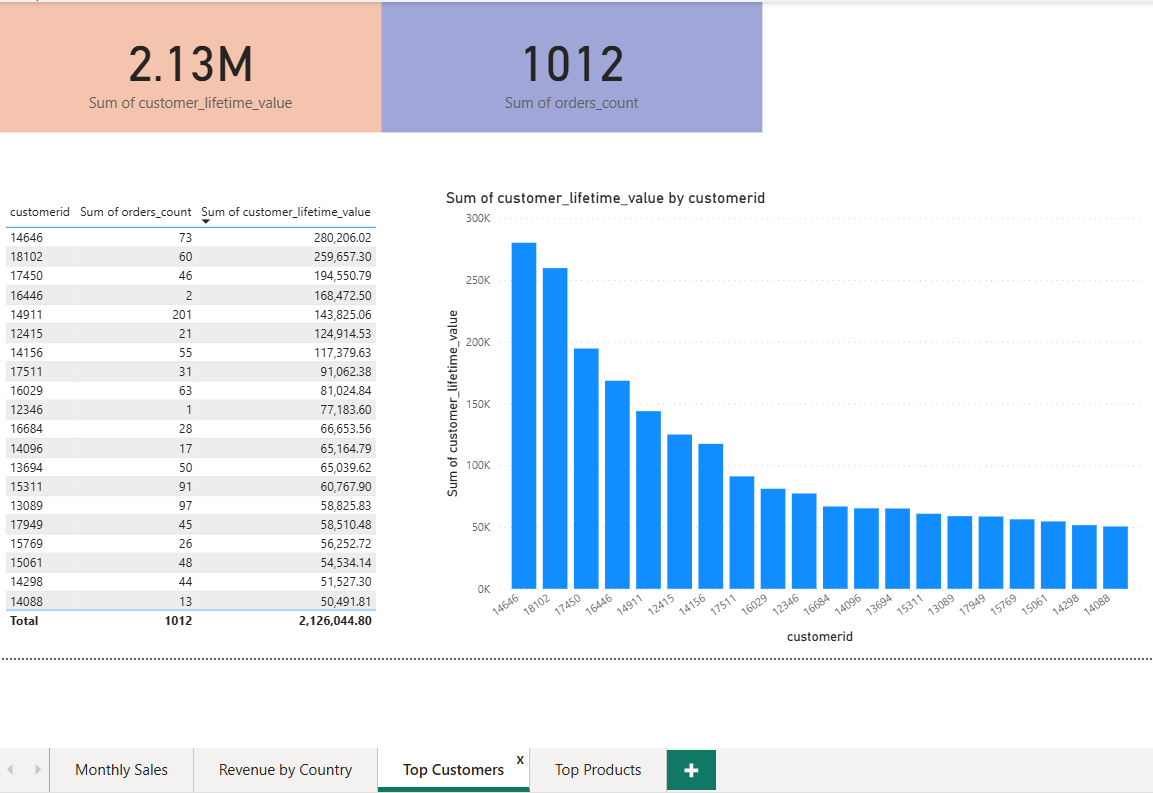 2.13M
Sum of customer_lifetime_value
1012
Sum of orders_count
customerid Sum of orders_count Sum of customer_lifetime_value
14646 73 280,206.02
18102 60 259,657.30
17450 46 194,550.79
16446 2 168,472.50
14911 201 143,825.06
12415 21 124,914.53
14156 55 117,379.63
17511 31 91,062.38
16029 63 81,024.84
12346 1 77,183.60
16684 28 66,653.56
14096 17 65,164.79
13694 50 65,039.62
15311 91 60,767.90
13089 97 58,825.83
17949 45 58,510.48
15769 26 56,252.72
15061 48 54,534.14
14298 44 51,527.30
14088 13 50,491.81
Total 1012 2,126,044.80
Sum of customer_lifetime_value by customerid
Sum of customer_lifetime_value
300K
250K
200K
150K
100K
50K
0K
14646 18102 17450 16446 14911 12415 14156 17511 16029 12346 16684 14096 13694 15311 13089 17949 15769 15061 14298 14088
customerid
Monthly Sales Revenue by Country Top Customers x Top Products +